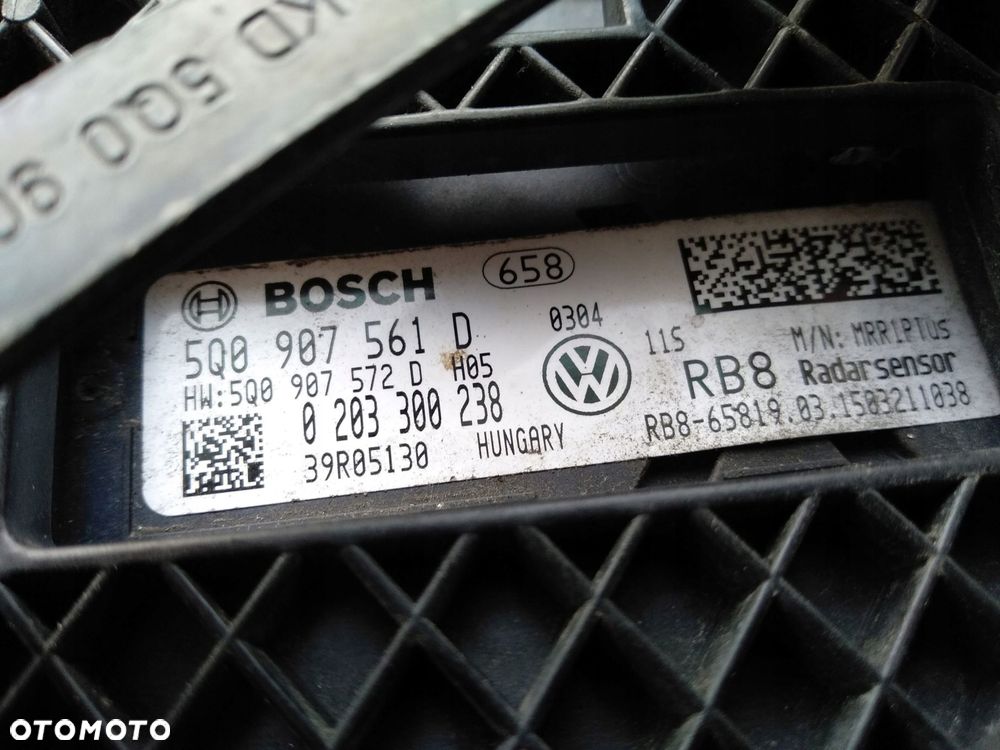 KD 5Q0 90
BOSCH 658
5Q0 907 561 D 0304
HW:5Q0 907 572 D H05
0 203 300 238
39R05130 HUNGARY
11S M/N: MRR1PTUS
RB8 Radarsensor
RB8-65819.03.1503211038
OTOMOTO